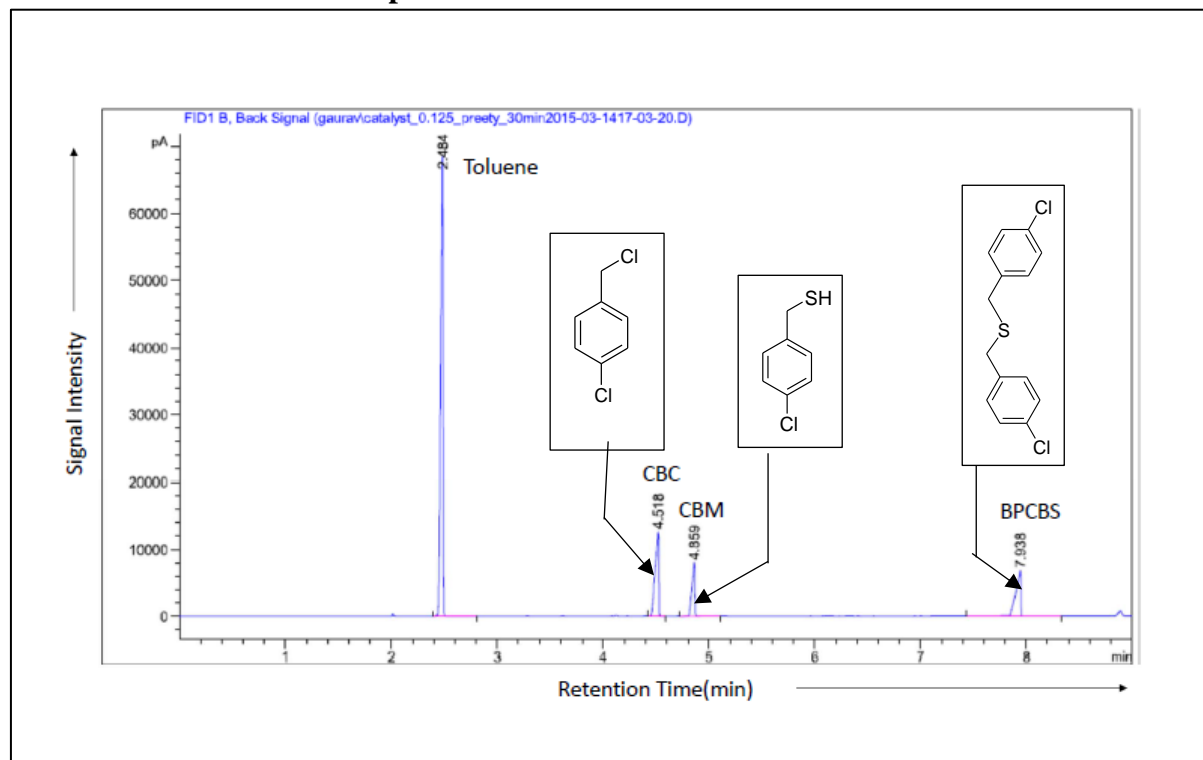 FID1 B, Back Signal (gaurav\catalyst_0.125_preety_30min2015-03-1417-03-20.D)
pA
2.484
Toluene
60000
50000
40000
30000
20000
10000
0
Signal Intensity
Cl
Cl
CBC
4.518
SH
Cl
CBM
4.859
Cl
S
Cl
BPCBS
7.938
1 2 3 4 5 6 7 8 min
Retention Time(min)